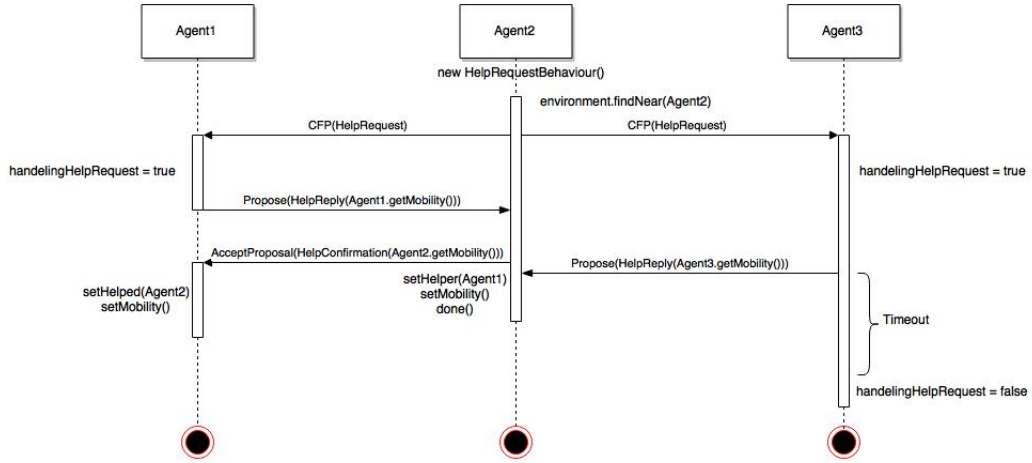 Agent1
Agent2
Agent3
new HelpRequestBehaviour()
environment.findNear(Agent2)
CFP(HelpRequest)
CFP(HelpRequest)
handelingHelpRequest = true
handelingHelpRequest = true
Propose(HelpReply(Agent1.getMobility()))
AcceptProposal(HelpConfirmation(Agent2.getMobility()))
Propose(HelpReply(Agent3.getMobility()))
setHelped(Agent2)
setMobility()
setHelper(Agent1)
setMobility()
done()
Timeout
handelingHelpRequest = false